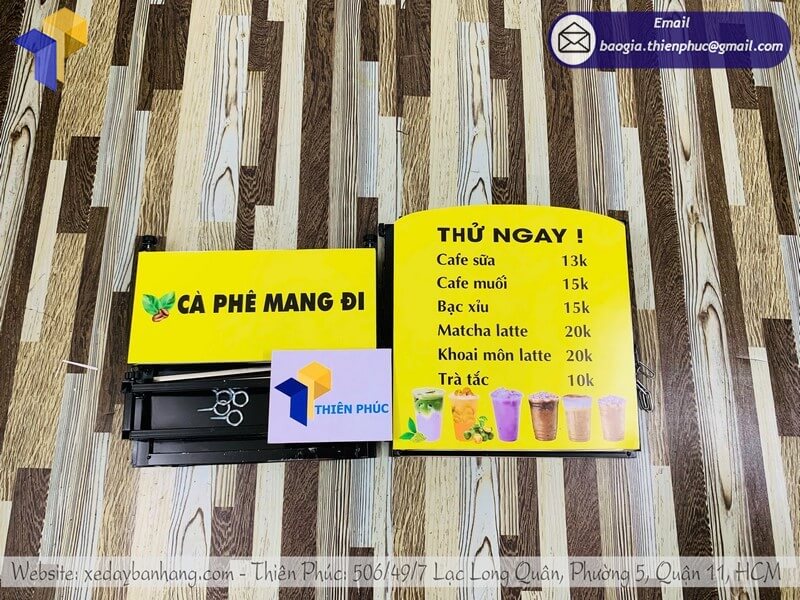 Email
baogia.thienphuc@gmail.com
THỬ NGAY !
Cafe sữa 13k
Cafe muối 15k
Bạc xỉu 15k
Matcha latte 20k
Khoai môn latte 20k
Trà tắc 10k
CÀ PHÊ MANG ĐI
THIÊN PHÚC
Website: xedaybanhang.com - Thiên Phúc: 506/49/7 Lạc Long Quân, Phường 5, Quận 11, HCM